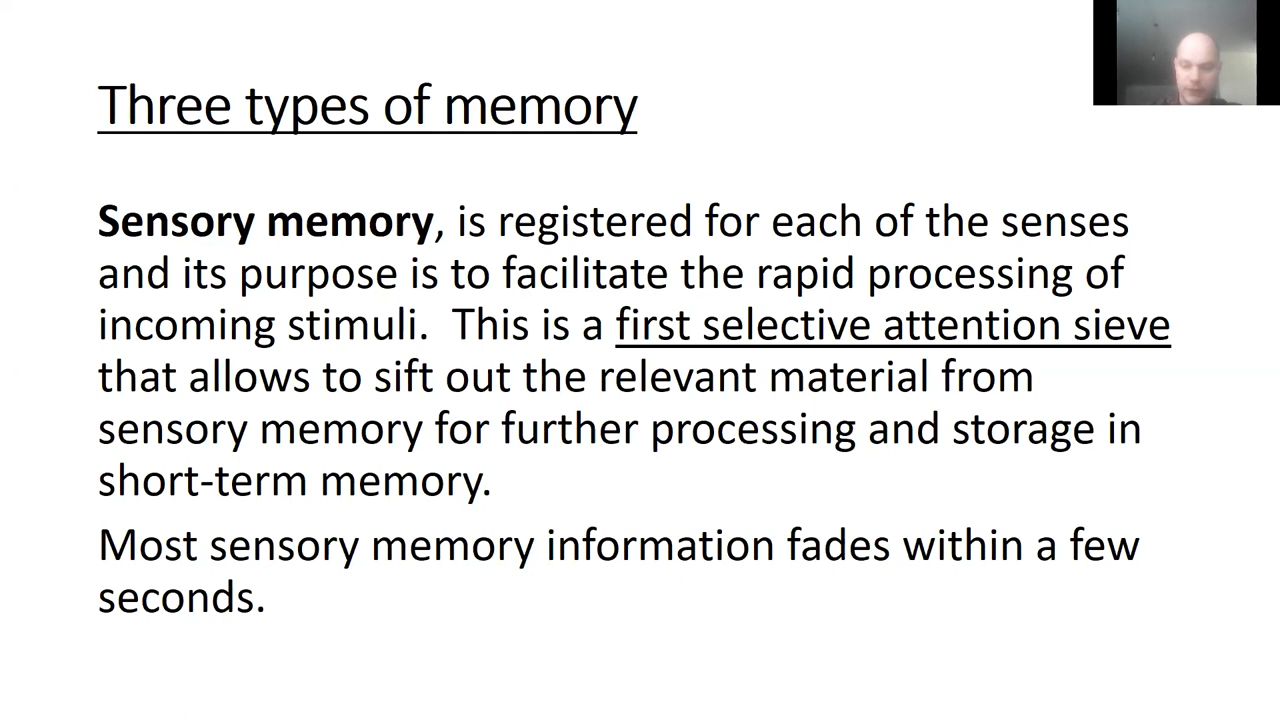 Three types of memory
Sensory memory, is registered for each of the senses
and its purpose is to facilitate the rapid processing of
incoming stimuli.  This is a first selective attention sieve
that allows to sift out the relevant material from
sensory memory for further processing and storage in
short-term memory.
Most sensory memory information fades within a few
seconds.